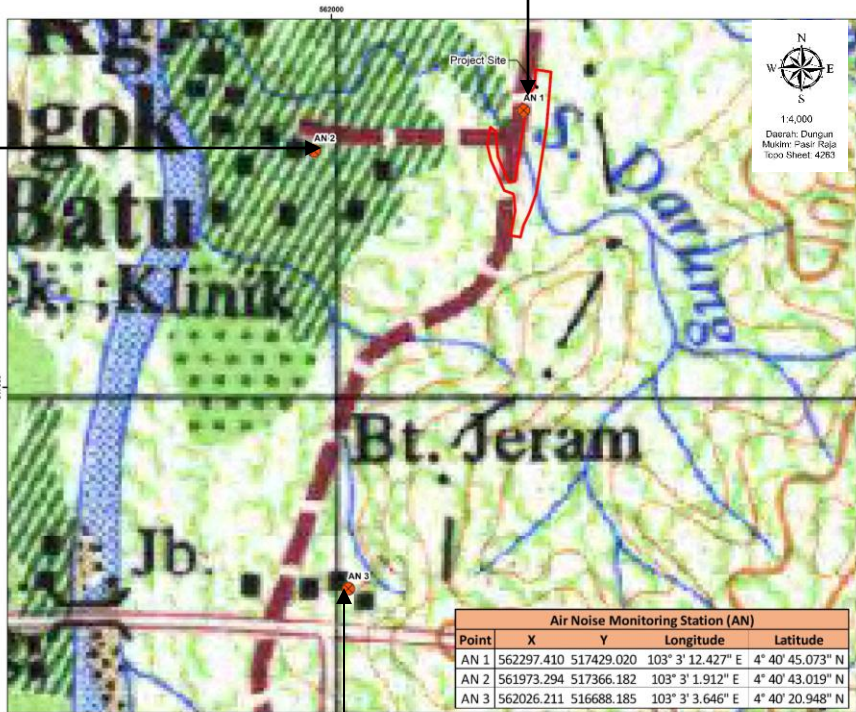 562000
Kg.
ngok
Batu
ek. ;Klinik
Project Site
AN 1
AN 2
N
W E
S
1:4,000
Daerah: Dungun
Mukim: Pasir Raja
Topo Sheet: 4263
S. Darung
Bt. Jeram
Jb.
AN 3
Air Noise Monitoring Station (AN)
Point X Y Longitude Latitude
AN 1 562297.410 517429.020 103° 3' 12.427" E 4° 40' 45.073" N
AN 2 561973.294 517366.182 103° 3' 1.912" E 4° 40' 43.019" N
AN 3 562026.211 516688.185 103° 3' 3.646" E 4° 40' 20.948" N